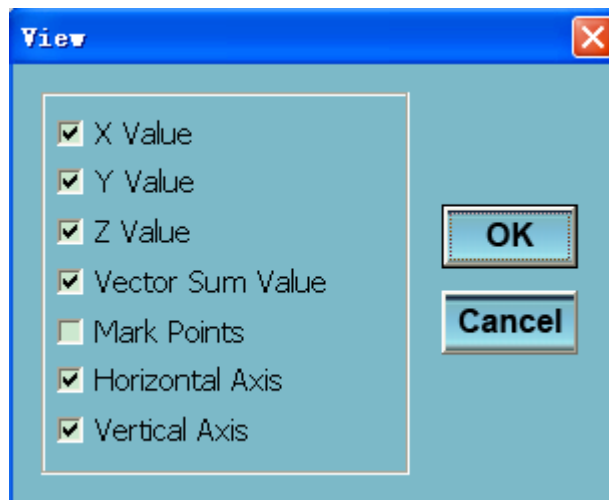 View
X Value
Y Value
Z Value
Vector Sum Value
Mark Points
Horizontal Axis
Vertical Axis
OK
Cancel